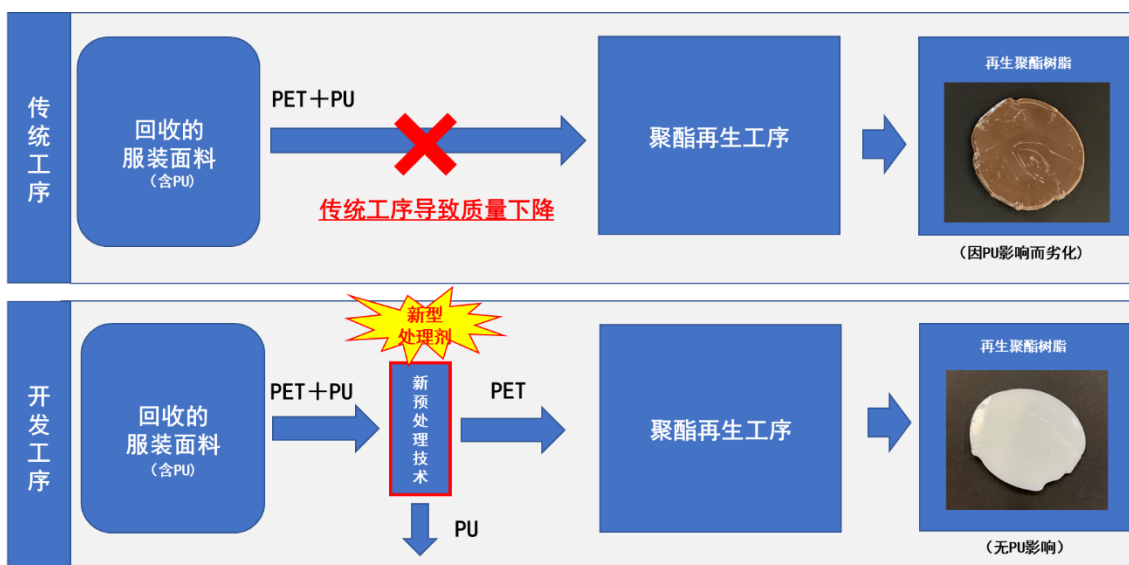 传统工序
回收的
服装面料
(含PU)
PET＋PU
传统工序导致质量下降
聚酯再生工序
再生聚酯树脂
(因PU影响而劣化)
开发工序
回收的
服装面料
(含PU)
PET＋PU
新型
处理剂
新预处理技术
PET
PU
聚酯再生工序
再生聚酯树脂
(无PU影响)